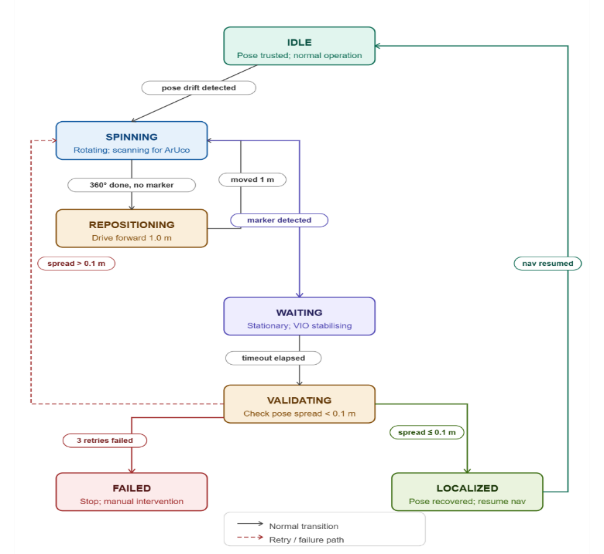 IDLE
Pose trusted; normal operation
pose drift detected
SPINNING
Rotating; scanning for ArUco
360° done, no marker
moved 1 m
REPOSITIONING
Drive forward 1.0 m
marker detected
spread > 0.1 m
nav resumed
WAITING
Stationary; VIO stabilising
timeout elapsed
VALIDATING
Check pose spread < 0.1 m
3 retries failed
spread ≤ 0.1 m
FAILED
Stop; manual intervention
LOCALIZED
Pose recovered; resume nav
Normal transition
Retry / failure path